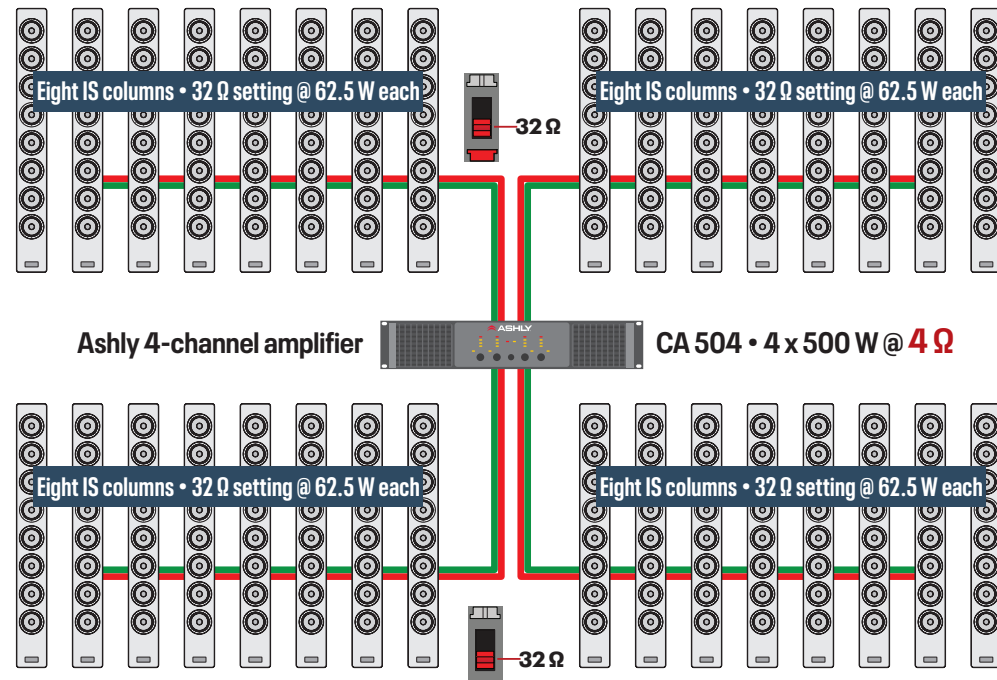 Eight IS columns • 32 Ω setting @ 62.5 W each
Eight IS columns • 32 Ω setting @ 62.5 W each
32 Ω
ASHLY
Ashly 4-channel amplifier
CA 504 • 4 x 500 W @ 4 Ω
Eight IS columns • 32 Ω setting @ 62.5 W each
Eight IS columns • 32 Ω setting @ 62.5 W each
32 Ω